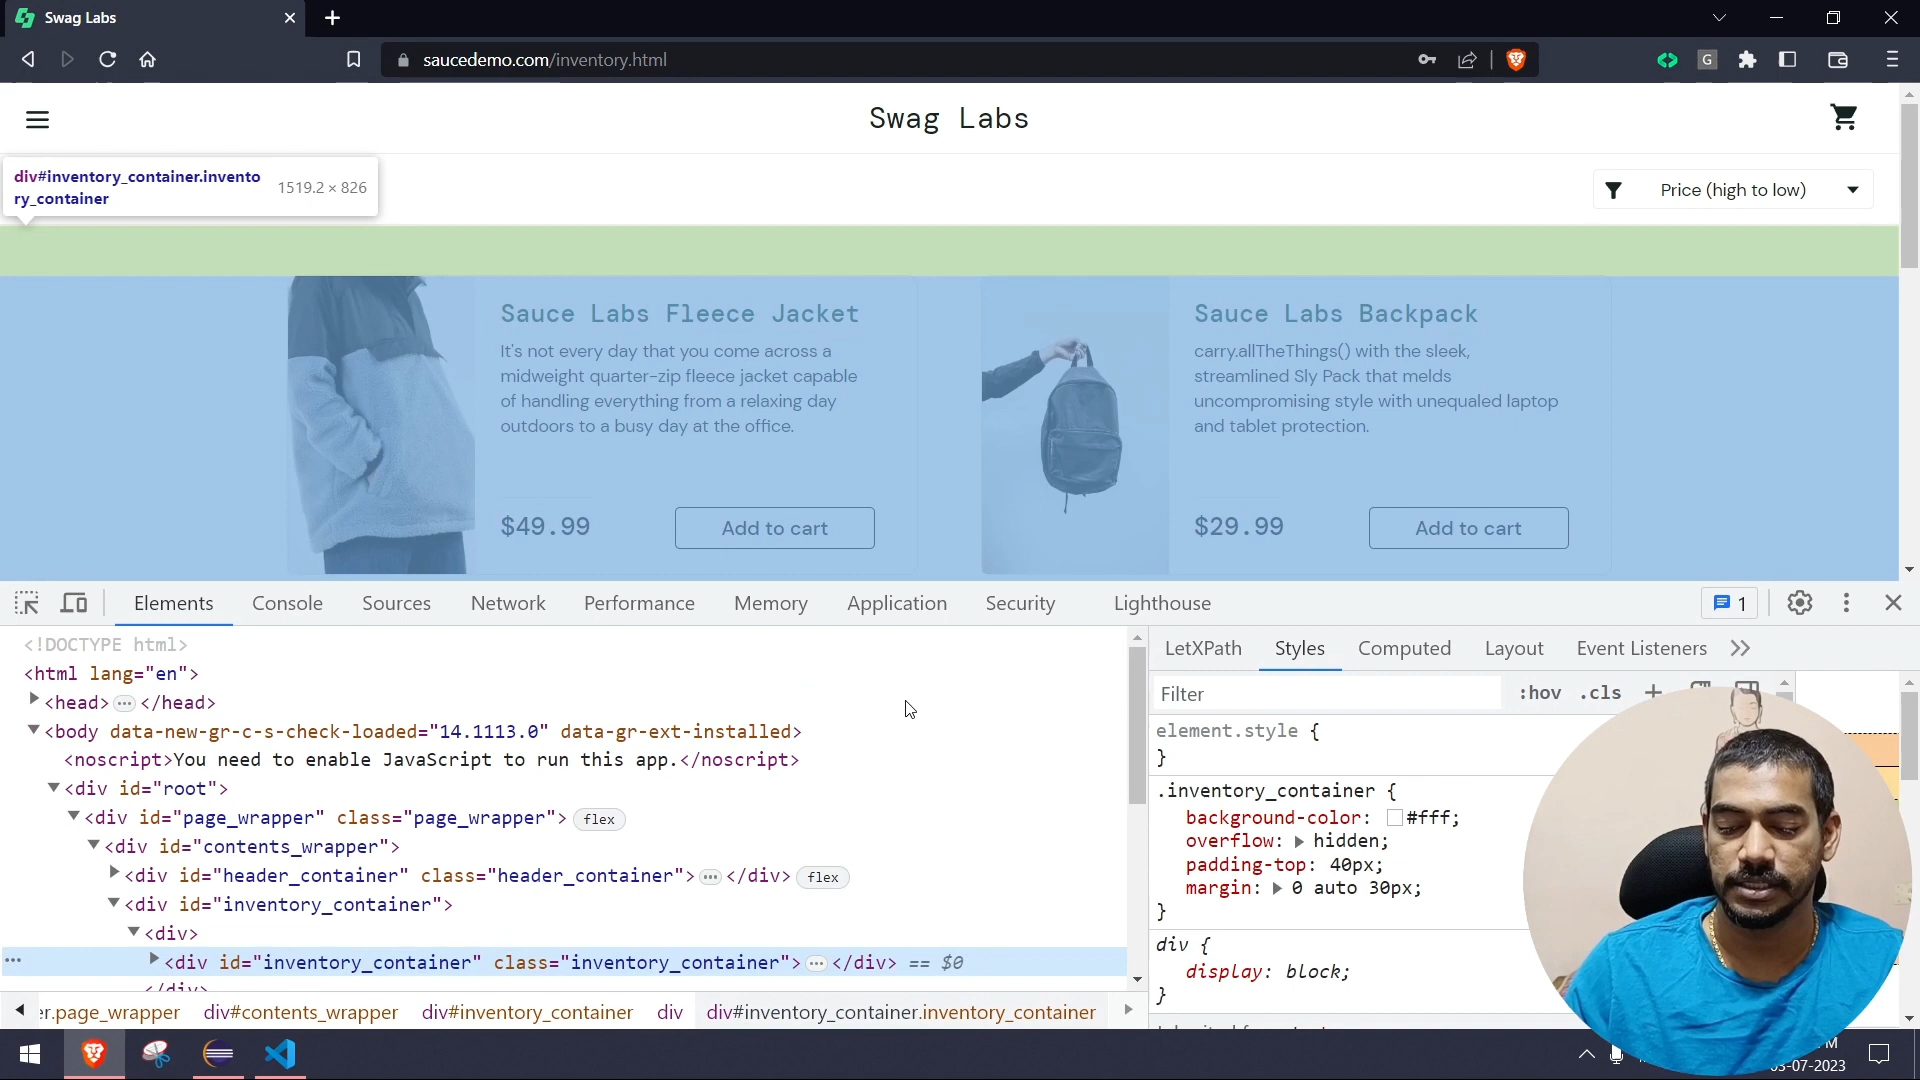 Swag Labs
saucedemo.com/inventory.html
G
Swag Labs
div#inventory_container.invento
ry_container
1519.2 × 826
Price (high to low)
Sauce Labs Fleece Jacket
It's not every day that you come across a
midweight quarter-zip fleece jacket capable
of handling everything from a relaxing day
outdoors to a busy day at the office.
$49.99
Add to cart
Sauce Labs Backpack
carry.allTheThings() with the sleek,
streamlined Sly Pack that melds
uncompromising style with unequaled laptop
and tablet protection.
$29.99
Add to cart
Elements
Console
Sources
Network
Performance
Memory
Application
Security
Lighthouse
1
<!DOCTYPE html>
<html lang="en">
<head> … </head>
<body data-new-gr-c-s-check-loaded="14.1113.0" data-gr-ext-installed>
<noscript>You need to enable JavaScript to run this app.</noscript>
<div id="root">
<div id="page_wrapper" class="page_wrapper"> flex
<div id="contents_wrapper">
<div id="header_container" class="header_container"> … </div> flex
<div id="inventory_container">
<div>
<div id="inventory_container" class="inventory_container"> … </div> == $0
</div>
er.page_wrapper
div#contents_wrapper
div#inventory_container
div
div#inventory_container.inventory_container
LetXPath
Styles
Computed
Layout
Event Listeners
Filter
:hov
.cls
element.style {
}
.inventory_container {
background-color: #fff;
overflow: hidden;
padding-top: 40px;
margin: 0 auto 30px;
}
div {
display: block;
}
M
03-07-2023